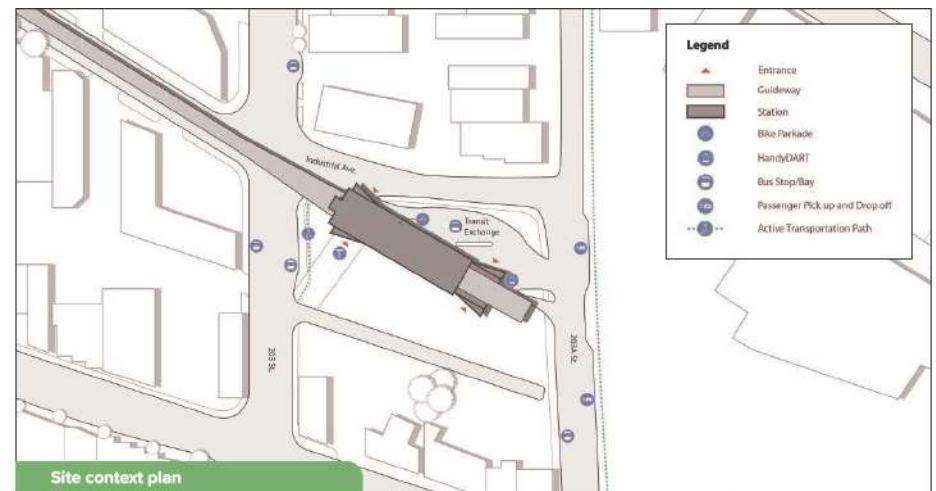 Legend
Entrance
Guideway
Station
Bike Parkade
HandyDART
Bus Stop/Bay
Passenger Pick up and Drop off
Active Transportation Path
Industrial Ave.
Transit
Exchange
203 St.
203A St.
Site context plan